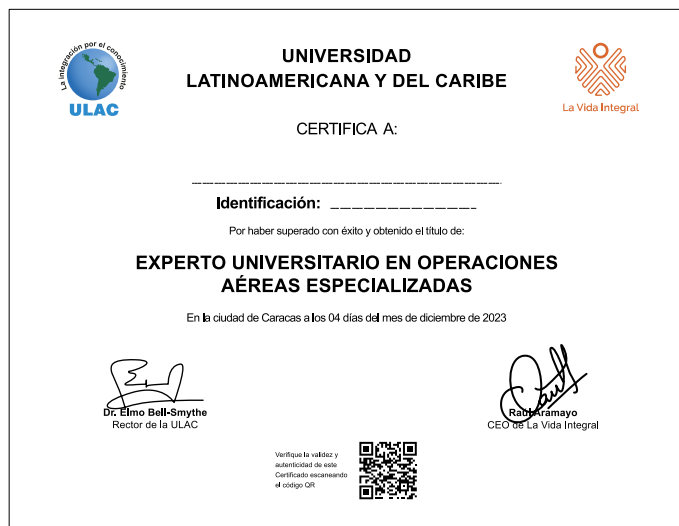 La integración por el conocimiento
ULAC
UNIVERSIDAD
LATINOAMERICANA Y DEL CARIBE
La Vida Integral
CERTIFICA A:
Identificación:
Por haber superado con éxito y obtenido el título de:
EXPERTO UNIVERSITARIO EN OPERACIONES
AÉREAS ESPECIALIZADAS
En la ciudad de Caracas a los 04 días del mes de diciembre de 2023
Dr. Elmo Bell-Smythe
Rector de la ULAC
Raúl Aramayo
CEO de La Vida Integral
Verifique la validez y
autenticidad de este
Certificado escaneando
el código QR